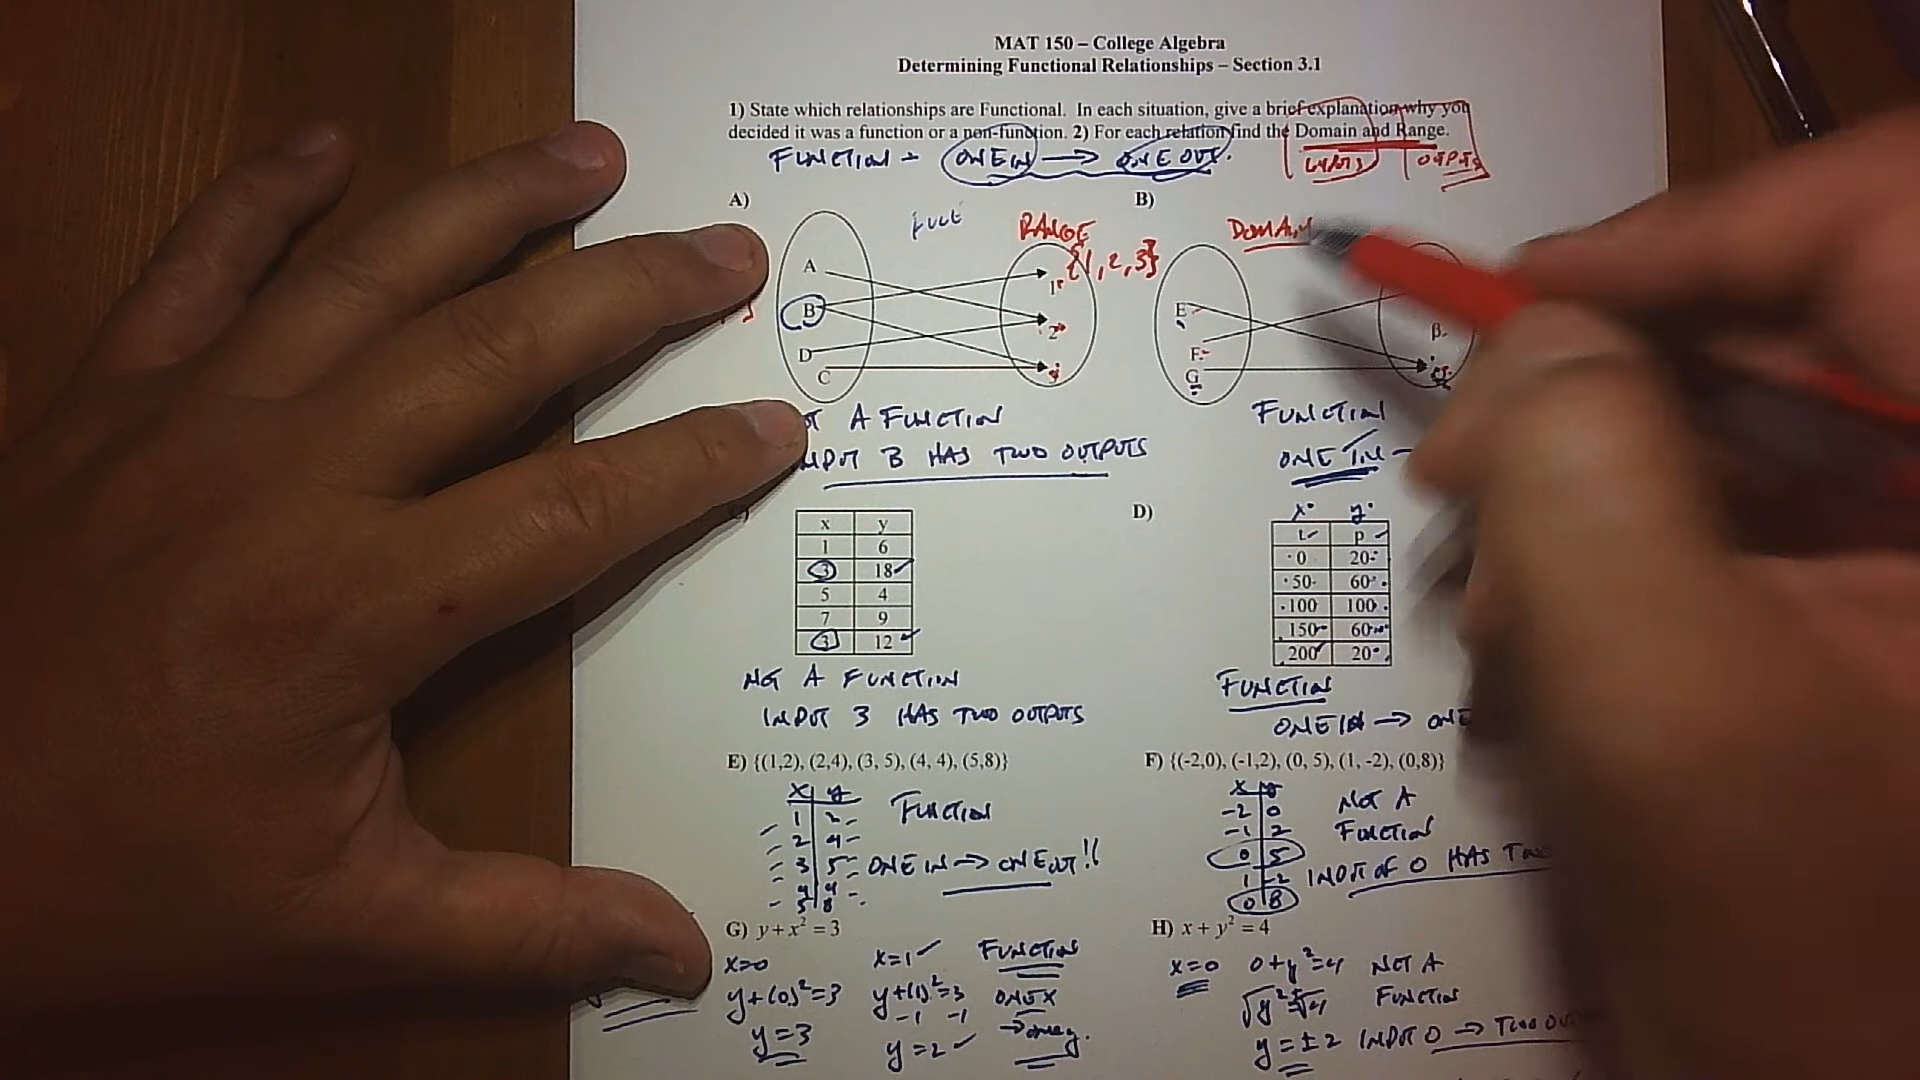 MAT 150 – College Algebra
Determining Functional Relationships – Section 3.1
1) State which relationships are Functional. In each situation, give a brief explanation why you
decided it was a function or a non-function. 2) For each relation find the Domain and Range.
FUNCTION - ONE IN → ONE OUT.
INPUTS OUTPUTS
A) B)
RANGE DOMAIN
{1, 2, 3}
A
B
D
C
1
2
E
F
G
β
A FUNCTION
INPUT B HAS TWO OUTPUTS
FUNCTION
ONE IN -
D)
x y
1 6
3 18
5 4
7 9
3 12
NOT A FUNCTION
INPUT 3 HAS TWO OUTPUTS
x y
t p
0 20
50 60
100 100
150 60
200 20
FUNCTION
ONE IN → ONE
E) {(1,2), (2,4), (3, 5), (4, 4), (5,8)}
x y
1 2
2 4
3 5
4 4
5 8
FUNCTION
ONE IN → ONE OUT!!
F) {(-2,0), (-1,2), (0, 5), (1, -2), (0,8)}
x y
-2 0
-1 2
0 5
1 -2
0 8
NOT A
FUNCTION
INPUT OF 0 HAS TWO
G) y + x² = 3
x=0
y+(0)²=3
y=3
x=1
y+(1)²=3
-1 -1
y=2
FUNCTION
ONE X
→ one y.
H) x + y² = 4
x=0 0+y²=4
√y²=±√4
y=±2
NOT A
FUNCTION
INPUT 0 → TWO OU